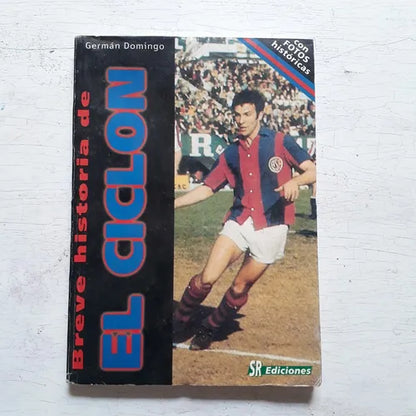 Germán Domingo
con
FOTOS
históricas
Breve historia de
EL CICLON
SR Ediciones